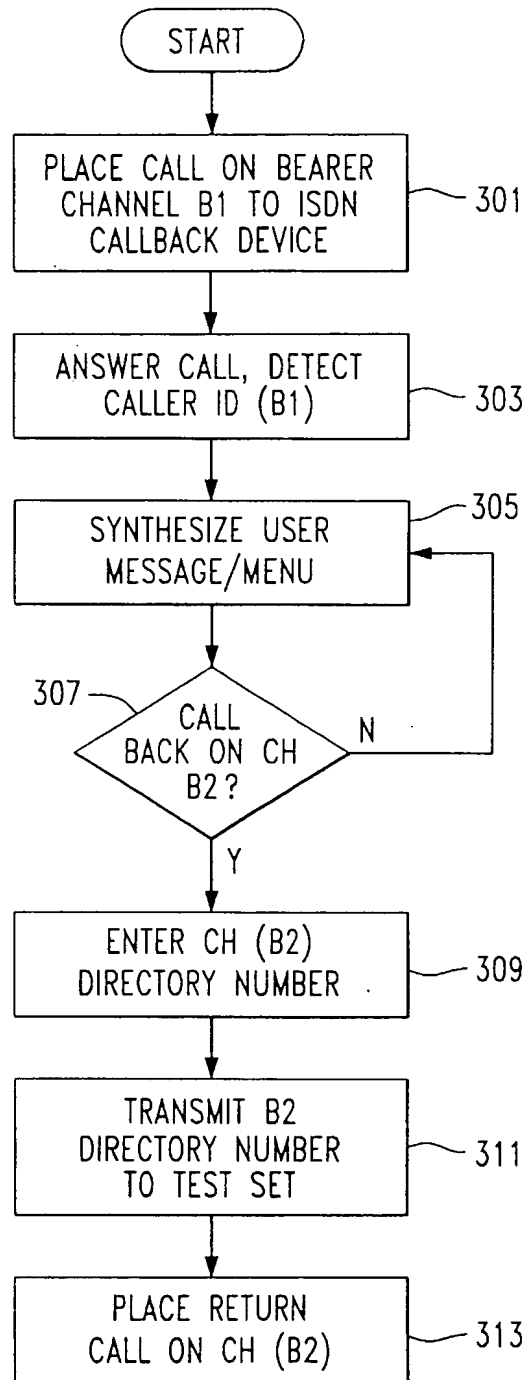 START
PLACE CALL ON BEARER
CHANNEL B1 TO ISDN
CALLBACK DEVICE
301
ANSWER CALL, DETECT
CALLER ID (B1)
303
305
SYNTHESIZE USER
MESSAGE/MENU
307
CALL
BACK ON CH
B2?
N
Y
ENTER CH (B2)
DIRECTORY NUMBER
309
TRANSMIT B2
DIRECTORY NUMBER
TO TEST SET
311
PLACE RETURN
CALL ON CH (B2)
313